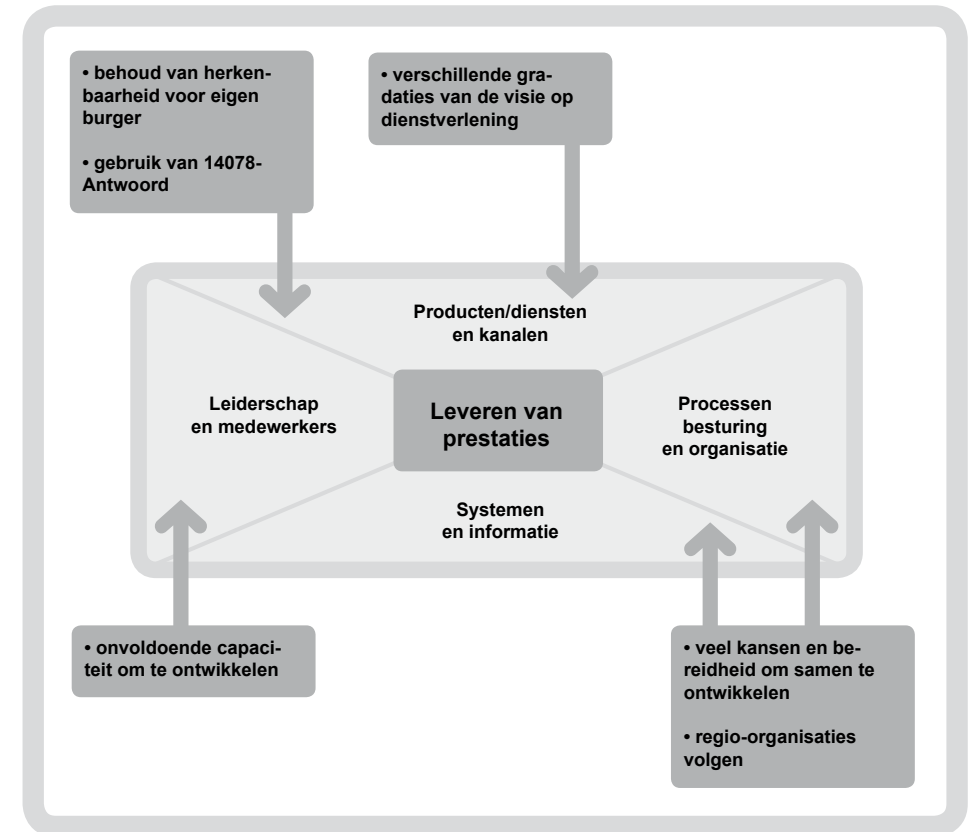 • behoud van herken-
baarheid voor eigen
burger
• gebruik van 14078-
Antwoord
• verschillende gra-
daties van de visie op
dienstverlening
Producten/diensten
en kanalen
Leiderschap
en medewerkers
Leveren van
prestaties
Processen
besturing
en organisatie
Systemen
en informatie
• onvoldoende capaci-
teit om te ontwikkelen
• veel kansen en be-
reidheid om samen te
ontwikkelen
• regio-organisaties
volgen